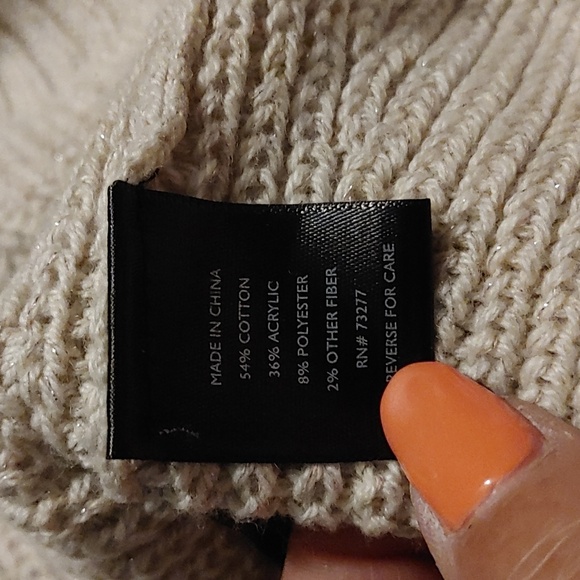 MADE IN CHINA
54% COTTON
36% ACRYLIC
8% POLYESTER
2% OTHER FIBER
RN# 73277
REVERSE FOR CARE